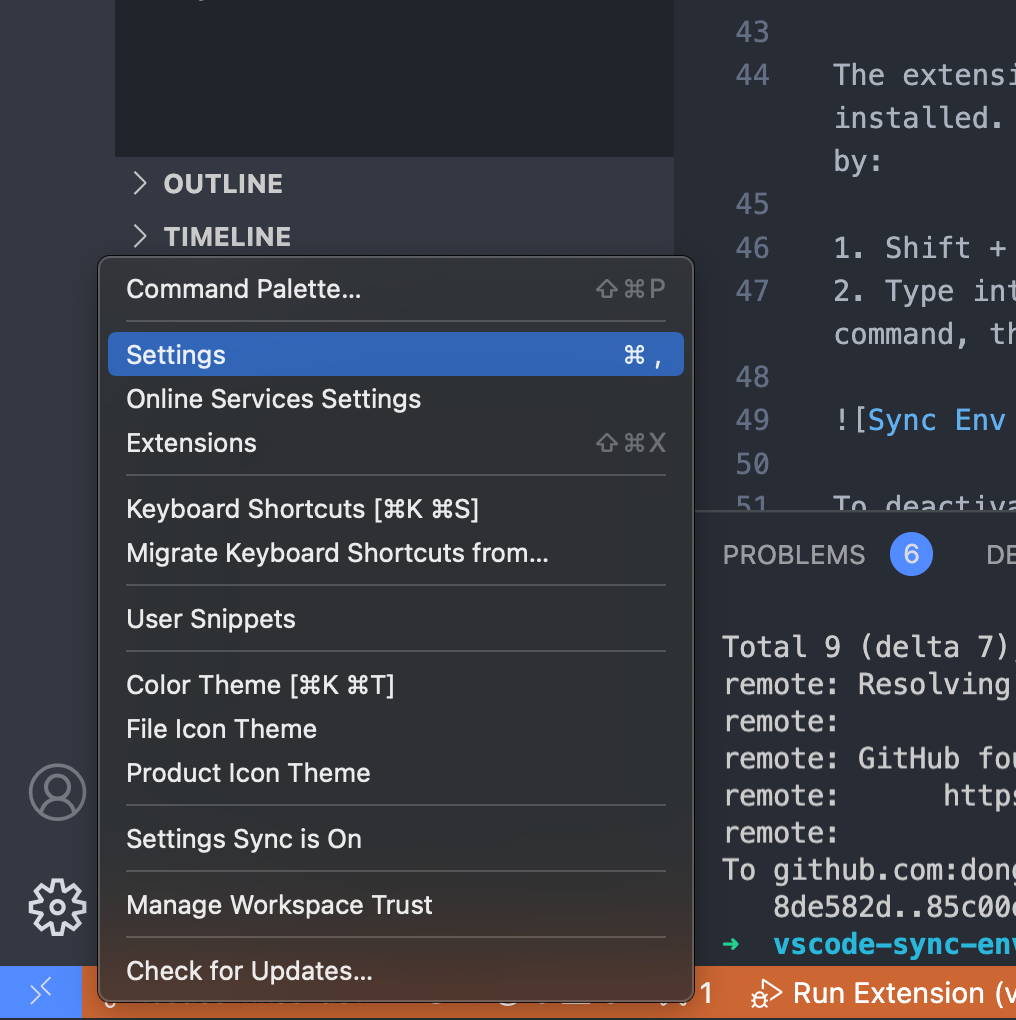 OUTLINE
TIMELINE
Command Palette... ⇧⌘P
Settings ⌘ ,
Online Services Settings
Extensions ⇧⌘X
Keyboard Shortcuts [⌘K ⌘S]
Migrate Keyboard Shortcuts from...
User Snippets
Color Theme [⌘K ⌘T]
File Icon Theme
Product Icon Theme
Settings Sync is On
Manage Workspace Trust
Check for Updates...
43
44 The extensi
installed.
by:
45
46 1. Shift +
47 2. Type int
command, th
48
49 ![Sync Env
50
51 To deactiva
PROBLEMS 6 DE
Total 9 (delta 7)
remote: Resolving
remote:
remote: GitHub fou
remote: https
remote:
To github.com:dong
8de582d..85c00
➜ vscode-sync-env
1 Run Extension (v